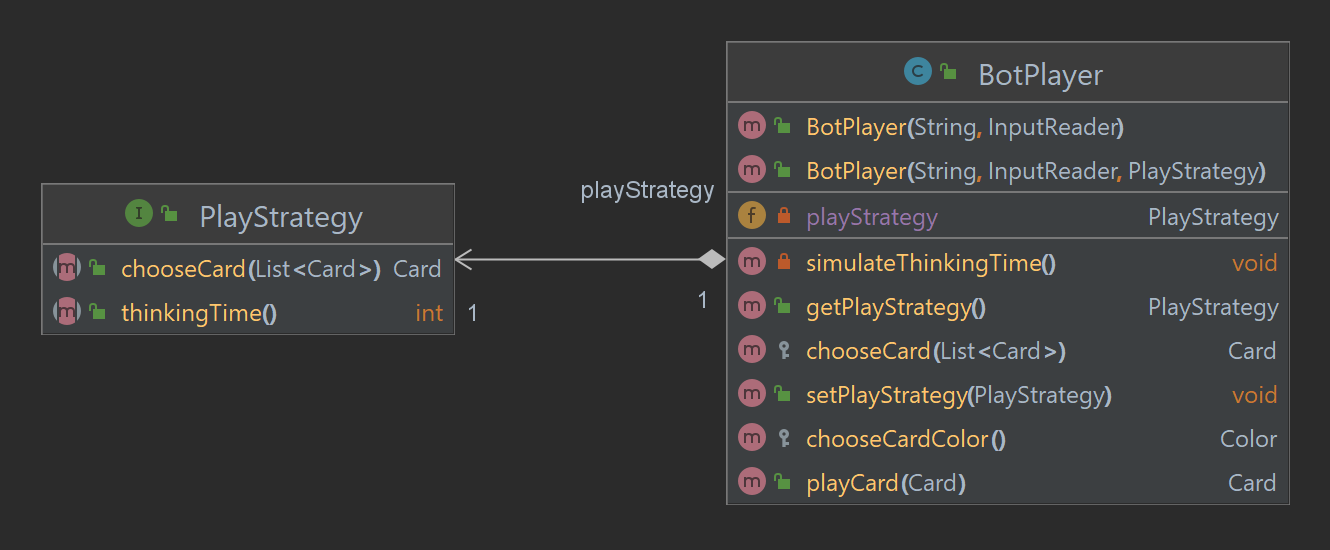 I PlayStrategy
m chooseCard(List<Card>) Card
m thinkingTime() int
playStrategy
1
1
C BotPlayer
m BotPlayer(String, InputReader)
m BotPlayer(String, InputReader, PlayStrategy)
f playStrategy PlayStrategy
m simulateThinkingTime() void
m getPlayStrategy() PlayStrategy
m chooseCard(List<Card>) Card
m setPlayStrategy(PlayStrategy) void
m chooseCardColor() Color
m playCard(Card) Card